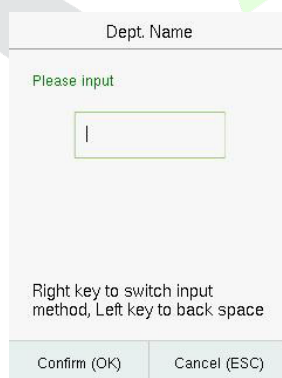 Dept. Name
Please input
Right key to switch input
method, Left key to back space
Confirm (OK) Cancel (ESC)